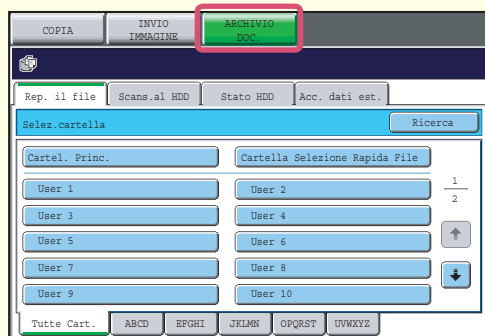 COPIA
INVIO
IMMAGINE
ARCHIVIO
DOC.
Rep. il file
Scans.al HDD
Stato HDD
Acc. dati est.
Selez.cartella
Ricerca
Cartel. Princ.
Cartella Selezione Rapida File
User 1
User 2
1
2
User 3
User 4
User 5
User 6
User 7
User 8
User 9
User 10
Tutte Cart.
ABCD
EFGHI
JKLMN
OPQRST
UVWXYZ